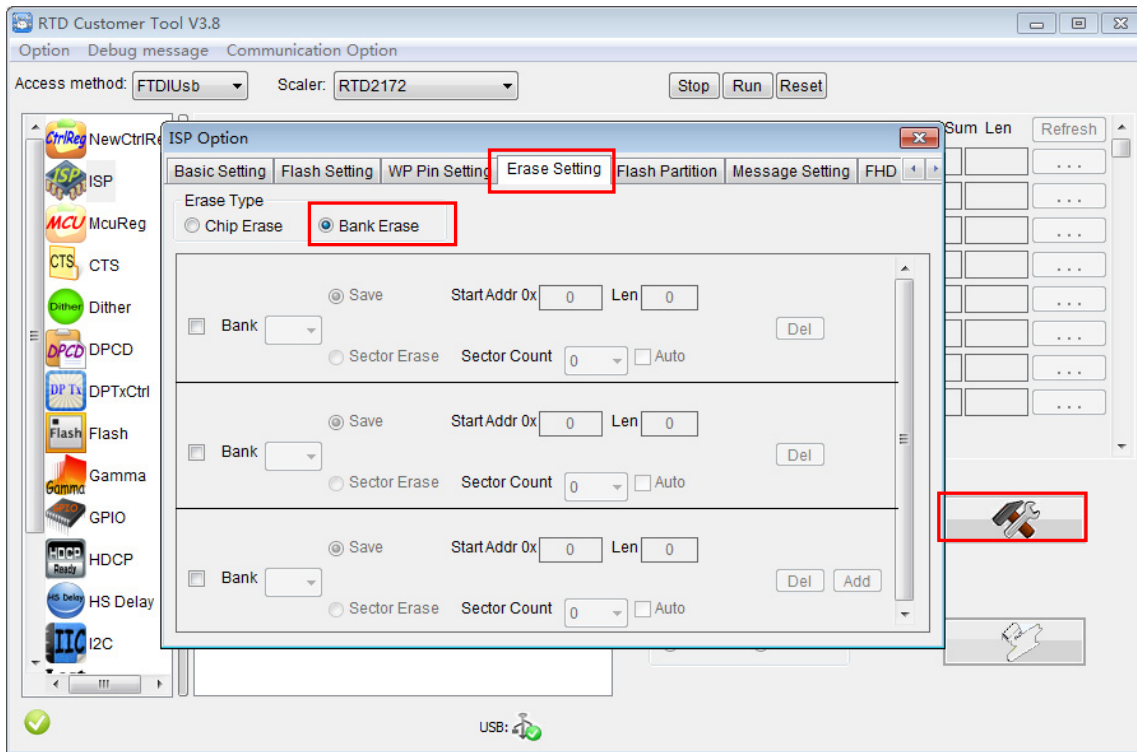 RTD Customer Tool V3.8
Option Debug message Communication Option
Access method: FTDIUsb Scaler: RTD2172 Stop Run Reset
CtrlReg NewCtrlRe
ISP ISP
MCU McuReg
CTS CTS
Dither Dither
DPCD DPCD
DP Tx DPTxCtrl
Flash Flash
Gamma Gamma
GPIO GPIO
HDCP Ready HDCP
HS Delay HS Delay
IIC I2C
Sum Len Refresh
...
...
...
...
...
...
...
...
ISP Option
Basic Setting Flash Setting WP Pin Setting Erase Setting Flash Partition Message Setting FHD
Erase Type
Chip Erase Bank Erase
Save Start Addr 0x 0 Len 0
Bank Del
Sector Erase Sector Count 0 Auto
Save Start Addr 0x 0 Len 0
Bank Del
Sector Erase Sector Count 0 Auto
Save Start Addr 0x 0 Len 0
Bank Del Add
Sector Erase Sector Count 0 Auto
USB: